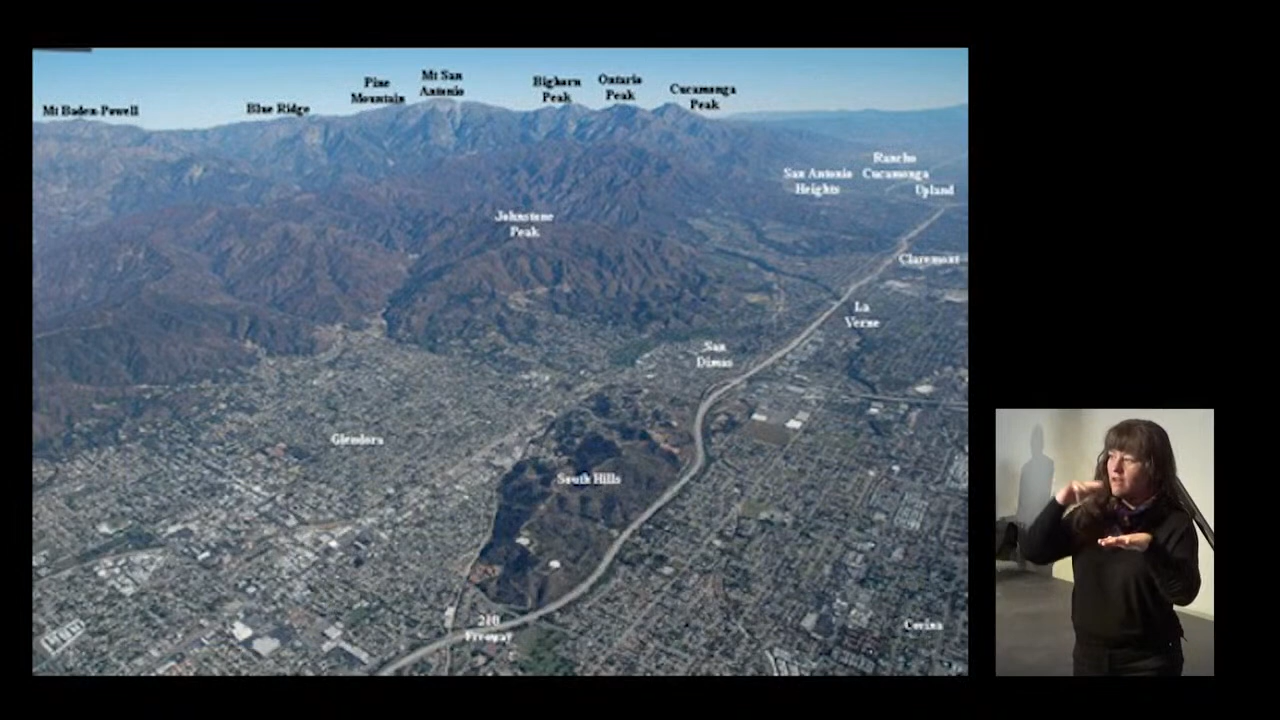 Mt Baden-Powell
Blue Ridge
Pine
Mountain
Mt San
Antonio
Bighorn
Peak
Ontario
Peak
Cucamonga
Peak
San Antonio
Heights
Rancho
Cucamonga
Upland
Johnstone
Peak
Claremont
La
Verne
San
Dimas
Glendora
South Hills
210
Freeway
Covina